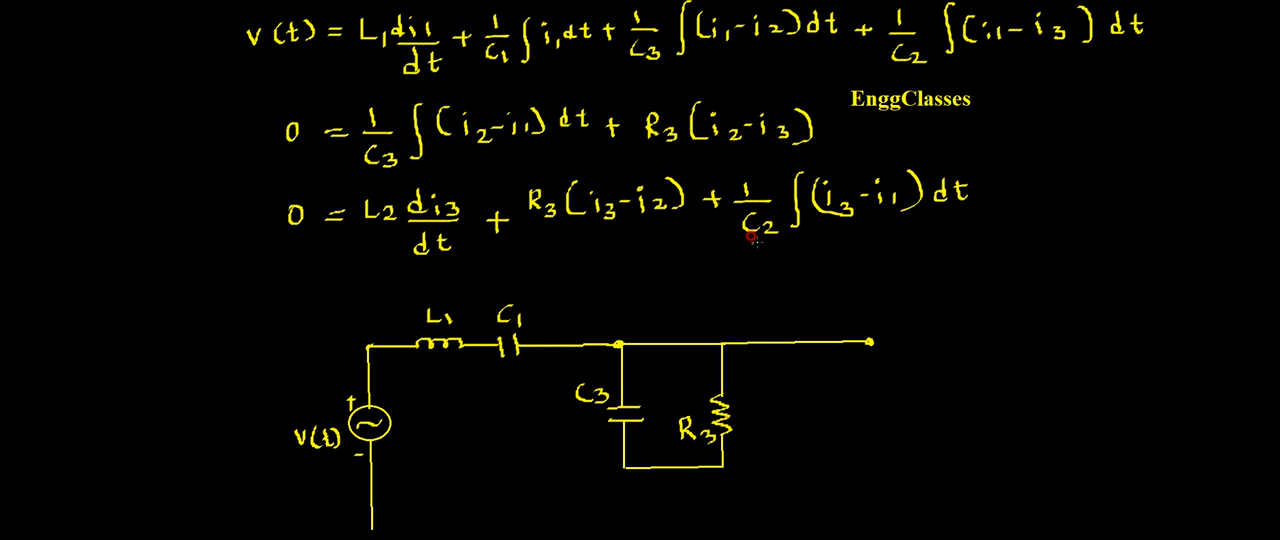 v(t) = L₁ di₁/dt + 1/C₁ ∫ i₁ dt + 1/C₃ ∫ (i₁ - i₂) dt + 1/C₂ ∫ (i₁ - i₃) dt
EnggClasses
0 = 1/C₃ ∫ (i₂ - i₁) dt + R₃ (i₂ - i₃)
0 = L₂ di₃/dt + R₃ (i₃ - i₂) + 1/C₂ ∫ (i₃ - i₁) dt
L₁ C₁
C₃
+
R₃
V(t)
-